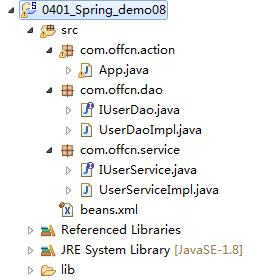 0401_Spring_demo08
src
com.offcn.action
App.java
com.offcn.dao
IUserDao.java
UserDaoImpl.java
com.offcn.service
IUserService.java
UserServiceImpl.java
beans.xml
Referenced Libraries
JRE System Library [JavaSE-1.8]
lib